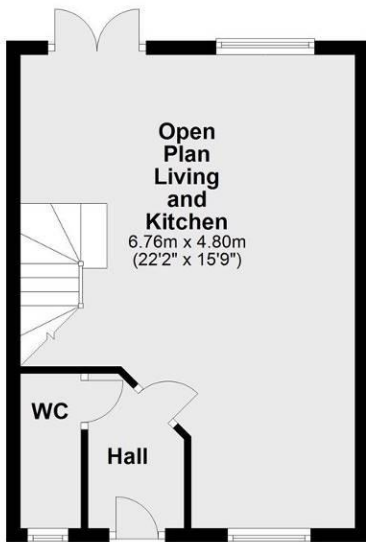 Open
Plan
Living
and
Kitchen
6.76m x 4.80m
(22'2" x 15'9")
WC
Hall